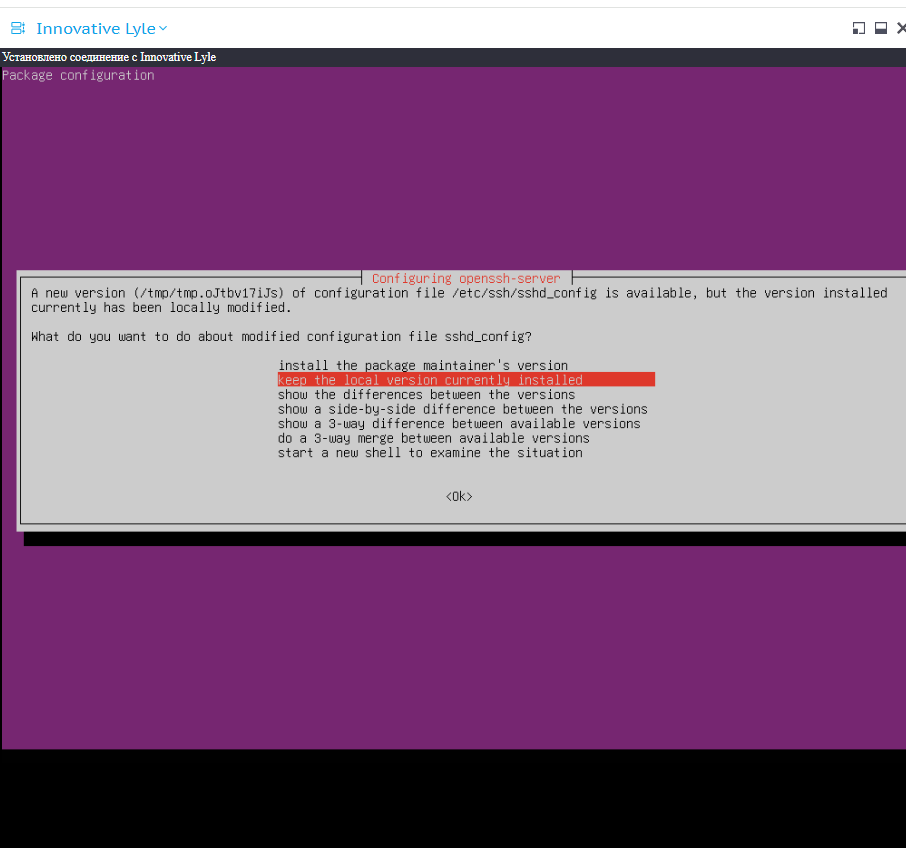 Innovative Lyle
Установлено соединение с Innovative Lyle
Package configuration
Configuring openssh-server
A new version (/tmp/tmp.oJtbv17iJs) of configuration file /etc/ssh/sshd_config is available, but the version installed
currently has been locally modified.
What do you want to do about modified configuration file sshd_config?
install the package maintainer's version
keep the local version currently installed
show the differences between the versions
show a side-by-side difference between the versions
show a 3-way difference between available versions
do a 3-way merge between available versions
start a new shell to examine the situation
<Ok>